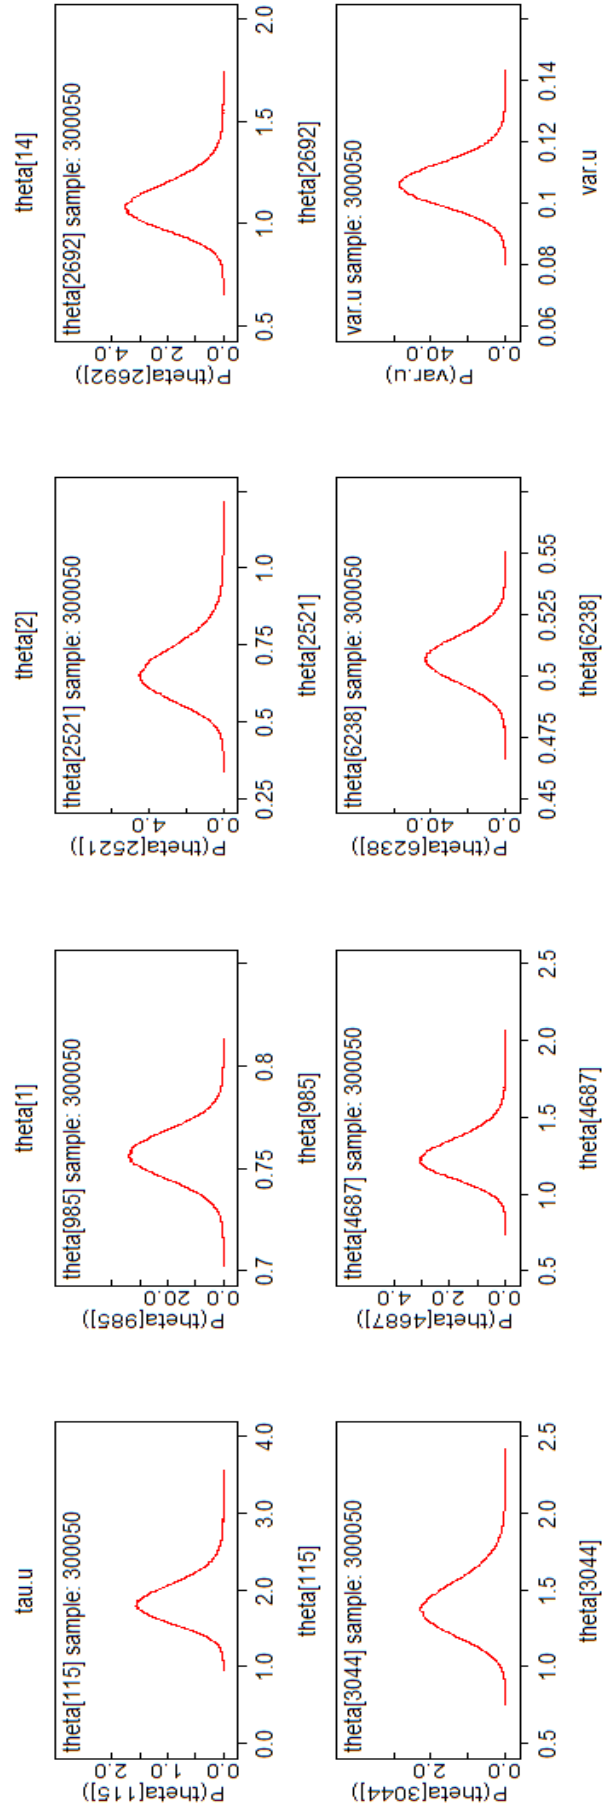 tau.u
theta[1]
theta[2]
theta[14]
theta[115] sample: 300050
P(theta[115])
2.0
1.0
0.0
0.0 1.0 2.0 3.0 4.0
theta[115]
theta[985] sample: 300050
P(theta[985])
20.0
0.0
0.7 0.75 0.8
theta[985]
theta[2521] sample: 300050
P(theta[2521])
4.0
0.0
0.25 0.5 0.75 1.0
theta[2521]
theta[2692] sample: 300050
P(theta[2692])
4.0
2.0
0.0
0.5 1.0 1.5 2.0
theta[2692]
theta[3044] sample: 300050
P(theta[3044])
2.0
0.0
0.5 1.0 1.5 2.0 2.5
theta[3044]
theta[4687] sample: 300050
P(theta[4687])
4.0
2.0
0.0
0.5 1.0 1.5 2.0 2.5
theta[4687]
theta[6238] sample: 300050
P(theta[6238])
40.0
0.0
0.45 0.475 0.5 0.525 0.55
theta[6238]
var.u sample: 300050
P(var.u)
40.0
0.0
0.06 0.08 0.1 0.12 0.14
var.u